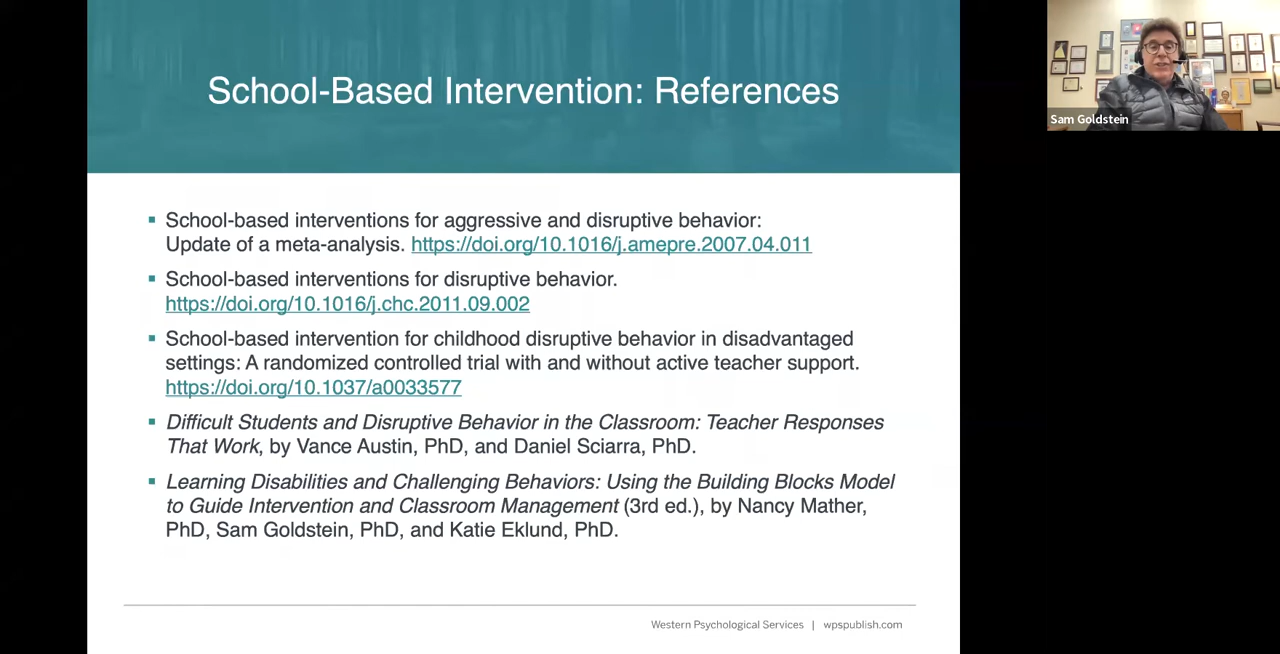 School-Based Intervention: References
Sam Goldstein
▪ School-based interventions for aggressive and disruptive behavior:
Update of a meta-analysis. https://doi.org/10.1016/j.amepre.2007.04.011
▪ School-based interventions for disruptive behavior.
https://doi.org/10.1016/j.chc.2011.09.002
▪ School-based intervention for childhood disruptive behavior in disadvantaged
settings: A randomized controlled trial with and without active teacher support.
https://doi.org/10.1037/a0033577
▪ Difficult Students and Disruptive Behavior in the Classroom: Teacher Responses
That Work, by Vance Austin, PhD, and Daniel Sciarra, PhD.
▪ Learning Disabilities and Challenging Behaviors: Using the Building Blocks Model
to Guide Intervention and Classroom Management (3rd ed.), by Nancy Mather,
PhD, Sam Goldstein, PhD, and Katie Eklund, PhD.
Western Psychological Services | wpspublish.com